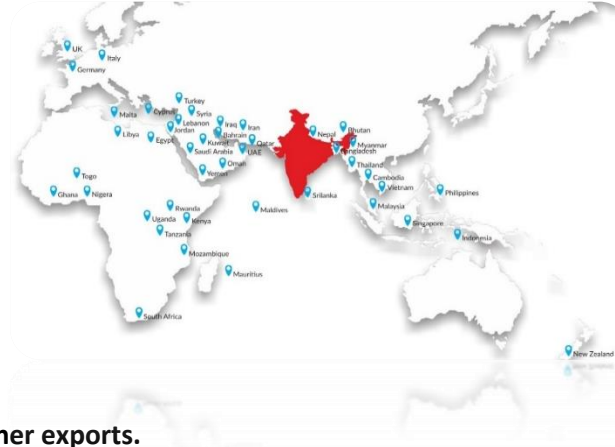 UK
Italy
Germany
Turkey
Malta
Cyprus
Syria
Lebanon
Iraq
Iran
Jordan
Bahrain
Libya
Egypt
Kuwait
Qatar
Saudi Arabia
UAE
Oman
Yemen
Nepal
Bhutan
Myanmar
Bangladesh
Thailand
Togo
Cambodia
Vietnam
Ghana
Nigera
Srilanka
Philippines
Rwanda
Maldives
Malaysia
Uganda
Kenya
Singapore
Tanzania
Indonesia
Mozambique
Mauritius
South Africa
New Zealand
ner exports.